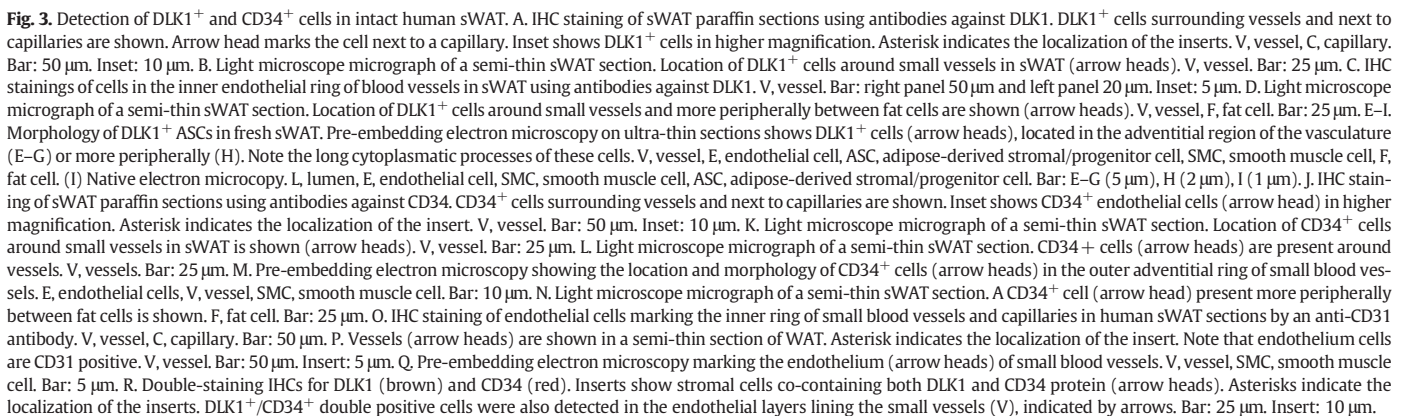 Fig. 3. Detection of DLK1⁺ and CD34⁺ cells in intact human sWAT. A. IHC staining of sWAT paraffin sections using antibodies against DLK1. DLK1⁺ cells surrounding vessels and next to
capillaries are shown. Arrow head marks the cell next to a capillary. Inset shows DLK1⁺ cells in higher magnification. Asterisk indicates the localization of the inserts. V, vessel, C, capillary.
Bar: 50 μm. Inset: 10 μm. B. Light microscope micrograph of a semi-thin sWAT section. Location of DLK1⁺ cells around small vessels in sWAT (arrow heads). V, vessel. Bar: 25 μm. C. IHC
stainings of cells in the inner endothelial ring of blood vessels in sWAT using antibodies against DLK1. V, vessel. Bar: right panel 50 μm and left panel 20 μm. Inset: 5 μm. D. Light microscope
micrograph of a semi-thin sWAT section. Location of DLK1⁺ cells around small vessels and more peripherally between fat cells are shown (arrow heads). V, vessel, F, fat cell. Bar: 25 μm. E–I.
Morphology of DLK1⁺ ASCs in fresh sWAT. Pre-embedding electron microscopy on ultra-thin sections shows DLK1⁺ cells (arrow heads), located in the adventitial region of the vasculature
(E–G) or more peripherally (H). Note the long cytoplasmatic processes of these cells. V, vessel, E, endothelial cell, ASC, adipose-derived stromal/progenitor cell, SMC, smooth muscle cell, F,
fat cell. (I) Native electron microcopy. L, lumen, E, endothelial cell, SMC, smooth muscle cell, ASC, adipose-derived stromal/progenitor cell. Bar: E–G (5 μm), H (2 μm), I (1 μm). J. IHC stain-
ing of sWAT paraffin sections using antibodies against CD34. CD34⁺ cells surrounding vessels and next to capillaries are shown. Inset shows CD34⁺ endothelial cells (arrow head) in higher
magnification. Asterisk indicates the localization of the insert. V, vessel. Bar: 50 μm. Inset: 10 μm. K. Light microscope micrograph of a semi-thin sWAT section. Location of CD34⁺ cells
around small vessels in sWAT is shown (arrow heads). V, vessel. Bar: 25 μm. L. Light microscope micrograph of a semi-thin sWAT section. CD34+ cells (arrow heads) are present around
vessels. V, vessels. Bar: 25 μm. M. Pre-embedding electron microscopy showing the location and morphology of CD34⁺ cells (arrow heads) in the outer adventitial ring of small blood ves-
sels. E, endothelial cells, V, vessel, SMC, smooth muscle cell. Bar: 10 μm. N. Light microscope micrograph of a semi-thin sWAT section. A CD34⁺ cell (arrow head) present more peripherally
between fat cells is shown. F, fat cell. Bar: 25 μm. O. IHC staining of endothelial cells marking the inner ring of small blood vessels and capillaries in human sWAT sections by an anti-CD31
antibody. V, vessel, C, capillary. Bar: 50 μm. P. Vessels (arrow heads) are shown in a semi-thin section of WAT. Asterisk indicates the localization of the insert. Note that endothelium cells
are CD31 positive. V, vessel. Bar: 50 μm. Insert: 5 μm. Q. Pre-embedding electron microscopy marking the endothelium (arrow heads) of small blood vessels. V, vessel, SMC, smooth muscle
cell. Bar: 5 μm. R. Double-staining IHCs for DLK1 (brown) and CD34 (red). Inserts show stromal cells co-containing both DLK1 and CD34 protein (arrow heads). Asterisks indicate the
localization of the inserts. DLK1⁺/CD34⁺ double positive cells were also detected in the endothelial layers lining the small vessels (V), indicated by arrows. Bar: 25 μm. Insert: 10 μm.